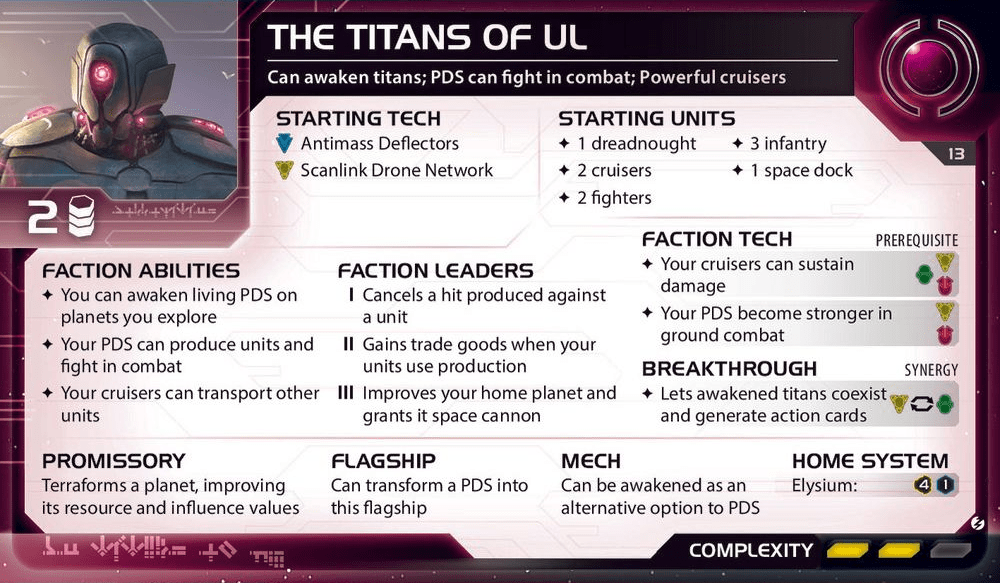 THE TITANS OF UL
Can awaken titans; PDS can fight in combat; Powerful cruisers
13
2
STARTING TECH
Antimass Deflectors
Scanlink Drone Network
STARTING UNITS
1 dreadnought
2 cruisers
2 fighters
3 infantry
1 space dock
FACTION ABILITIES
You can awaken living PDS on
planets you explore
Your PDS can produce units and
fight in combat
Your cruisers can transport other
units
FACTION LEADERS
I Cancels a hit produced against
a unit
II Gains trade goods when your
units use production
III Improves your home planet and
grants it space cannon
FACTION TECH PREREQUISITE
Your cruisers can sustain
damage
Your PDS become stronger in
ground combat
BREAKTHROUGH SYNERGY
Lets awakened titans coexist
and generate action cards
PROMISSORY
Terraforms a planet, improving
its resource and influence values
FLAGSHIP
Can transform a PDS into
this flagship
MECH
Can be awakened as an
alternative option to PDS
HOME SYSTEM
Elysium: 4 1
COMPLEXITY